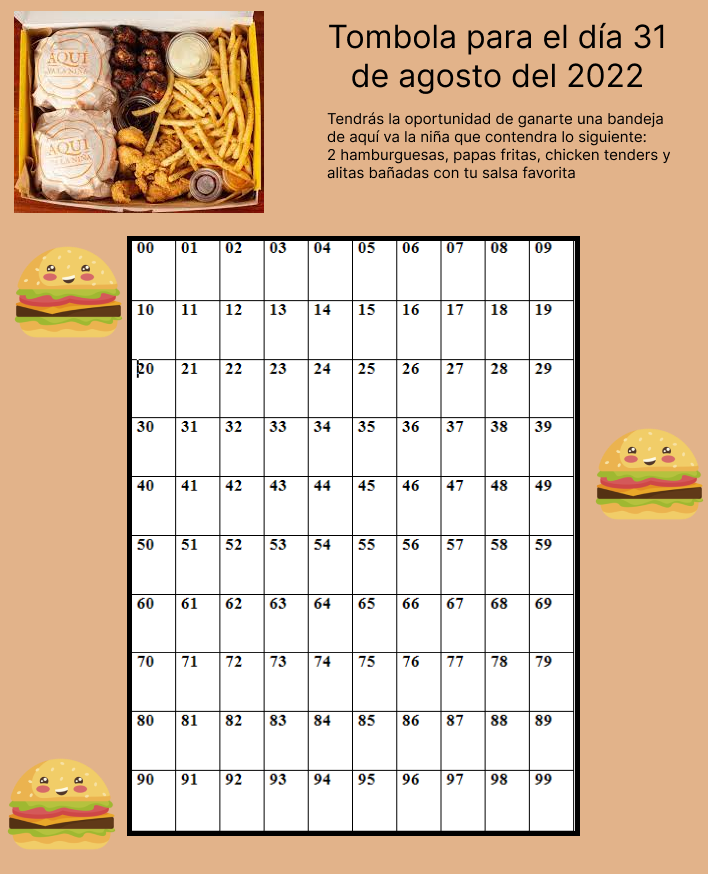 AQUI
VA LA NIÑA
AQUI
VA LA NIÑA
Tombola para el día 31
de agosto del 2022
Tendrás la oportunidad de ganarte una bandeja
de aquí va la niña que contendra lo siguiente:
2 hamburguesas, papas fritas, chicken tenders y
alitas bañadas con tu salsa favorita
00 01 02 03 04 05 06 07 08 09
10 11 12 13 14 15 16 17 18 19
20 21 22 23 24 25 26 27 28 29
30 31 32 33 34 35 36 37 38 39
40 41 42 43 44 45 46 47 48 49
50 51 52 53 54 55 56 57 58 59
60 61 62 63 64 65 66 67 68 69
70 71 72 73 74 75 76 77 78 79
80 81 82 83 84 85 86 87 88 89
90 91 92 93 94 95 96 97 98 99